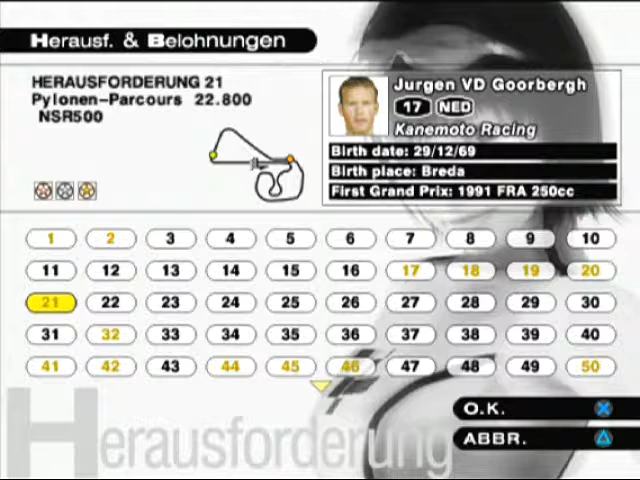 Herausf. & Belohnungen
HERAUSFORDERUNG 21
Pylonen-Parcours 22.800
NSR500
Jurgen VD Goorbergh
17 NED
Kanemoto Racing
Birth date: 29/12/69
Birth place: Breda
First Grand Prix: 1991 FRA 250cc
1 2 3 4 5 6 7 8 9 10
11 12 13 14 15 16 17 18 19 20
21 22 23 24 25 26 27 28 29 30
31 32 33 34 35 36 37 38 39 40
41 42 43 44 45 46 47 48 49 50
O.K.
ABBR.
Herausforderung